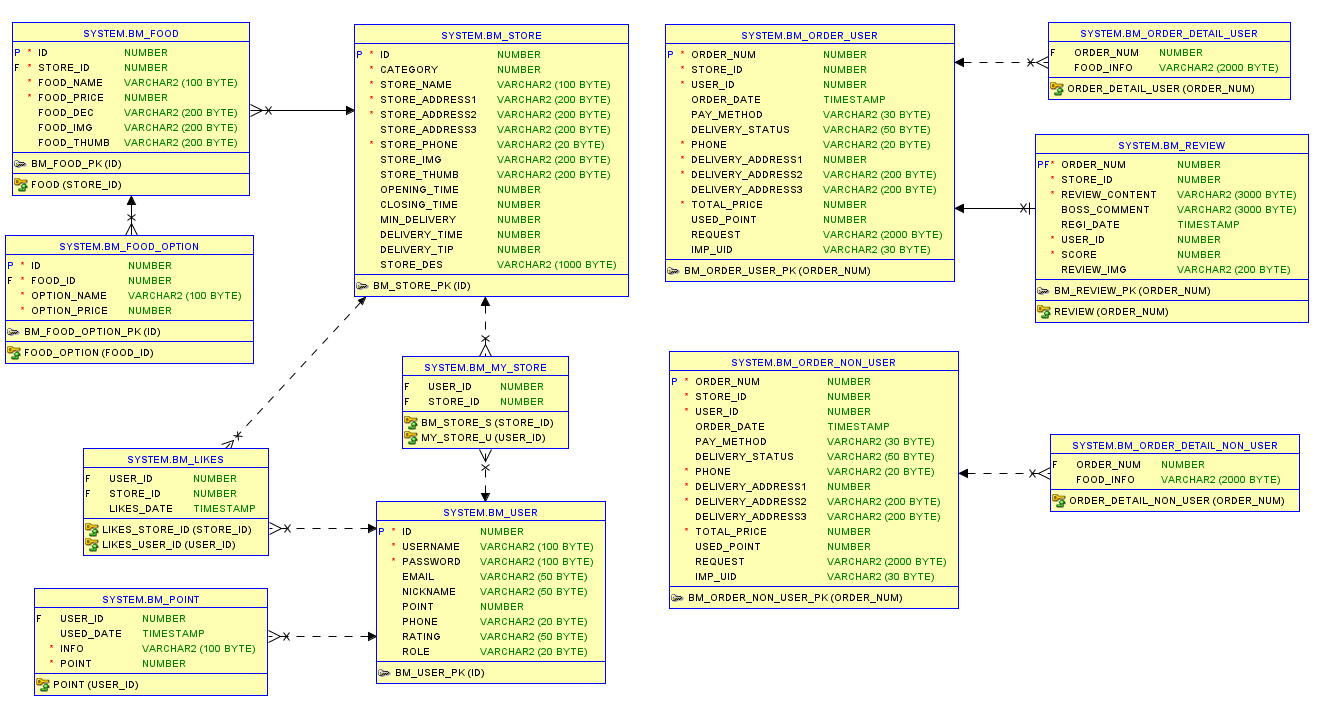 SYSTEM.BM_FOOD
P * ID NUMBER
F * STORE_ID NUMBER
* FOOD_NAME VARCHAR2 (100 BYTE)
* FOOD_PRICE NUMBER
FOOD_DEC VARCHAR2 (200 BYTE)
FOOD_IMG VARCHAR2 (200 BYTE)
FOOD_THUMB VARCHAR2 (200 BYTE)
BM_FOOD_PK (ID)
FOOD (STORE_ID)
SYSTEM.BM_FOOD_OPTION
P * ID NUMBER
F * FOOD_ID NUMBER
* OPTION_NAME VARCHAR2 (100 BYTE)
* OPTION_PRICE NUMBER
BM_FOOD_OPTION_PK (ID)
FOOD_OPTION (FOOD_ID)
SYSTEM.BM_STORE
P * ID NUMBER
* CATEGORY NUMBER
* STORE_NAME VARCHAR2 (100 BYTE)
* STORE_ADDRESS1 VARCHAR2 (200 BYTE)
* STORE_ADDRESS2 VARCHAR2 (200 BYTE)
STORE_ADDRESS3 VARCHAR2 (200 BYTE)
* STORE_PHONE VARCHAR2 (20 BYTE)
STORE_IMG VARCHAR2 (200 BYTE)
STORE_THUMB VARCHAR2 (200 BYTE)
OPENING_TIME NUMBER
CLOSING_TIME NUMBER
MIN_DELIVERY NUMBER
DELIVERY_TIME NUMBER
DELIVERY_TIP NUMBER
STORE_DES VARCHAR2 (1000 BYTE)
BM_STORE_PK (ID)
SYSTEM.BM_MY_STORE
F USER_ID NUMBER
F STORE_ID NUMBER
BM_STORE_S (STORE_ID)
MY_STORE_U (USER_ID)
SYSTEM.BM_LIKES
F USER_ID NUMBER
F STORE_ID NUMBER
LIKES_DATE TIMESTAMP
LIKES_STORE_ID (STORE_ID)
LIKES_USER_ID (USER_ID)
SYSTEM.BM_POINT
F USER_ID NUMBER
USED_DATE TIMESTAMP
* INFO VARCHAR2 (100 BYTE)
* POINT NUMBER
POINT (USER_ID)
SYSTEM.BM_USER
P * ID NUMBER
* USERNAME VARCHAR2 (100 BYTE)
* PASSWORD VARCHAR2 (100 BYTE)
EMAIL VARCHAR2 (50 BYTE)
NICKNAME VARCHAR2 (50 BYTE)
POINT NUMBER
PHONE VARCHAR2 (20 BYTE)
RATING VARCHAR2 (50 BYTE)
ROLE VARCHAR2 (20 BYTE)
BM_USER_PK (ID)
SYSTEM.BM_ORDER_USER
P * ORDER_NUM NUMBER
* STORE_ID NUMBER
* USER_ID NUMBER
ORDER_DATE TIMESTAMP
PAY_METHOD VARCHAR2 (30 BYTE)
DELIVERY_STATUS VARCHAR2 (50 BYTE)
* PHONE VARCHAR2 (20 BYTE)
* DELIVERY_ADDRESS1 NUMBER
* DELIVERY_ADDRESS2 VARCHAR2 (200 BYTE)
DELIVERY_ADDRESS3 VARCHAR2 (200 BYTE)
* TOTAL_PRICE NUMBER
USED_POINT NUMBER
REQUEST VARCHAR2 (2000 BYTE)
IMP_UID VARCHAR2 (30 BYTE)
BM_ORDER_USER_PK (ORDER_NUM)
SYSTEM.BM_ORDER_DETAIL_USER
F ORDER_NUM NUMBER
FOOD_INFO VARCHAR2 (2000 BYTE)
ORDER_DETAIL_USER (ORDER_NUM)
SYSTEM.BM_REVIEW
PF* ORDER_NUM NUMBER
* STORE_ID NUMBER
* REVIEW_CONTENT VARCHAR2 (3000 BYTE)
BOSS_COMMENT VARCHAR2 (3000 BYTE)
REGI_DATE TIMESTAMP
* USER_ID NUMBER
* SCORE NUMBER
REVIEW_IMG VARCHAR2 (200 BYTE)
BM_REVIEW_PK (ORDER_NUM)
REVIEW (ORDER_NUM)
SYSTEM.BM_ORDER_NON_USER
P * ORDER_NUM NUMBER
* STORE_ID NUMBER
* USER_ID NUMBER
ORDER_DATE TIMESTAMP
PAY_METHOD VARCHAR2 (30 BYTE)
DELIVERY_STATUS VARCHAR2 (50 BYTE)
* PHONE VARCHAR2 (20 BYTE)
* DELIVERY_ADDRESS1 NUMBER
* DELIVERY_ADDRESS2 VARCHAR2 (200 BYTE)
DELIVERY_ADDRESS3 VARCHAR2 (200 BYTE)
* TOTAL_PRICE NUMBER
USED_POINT NUMBER
REQUEST VARCHAR2 (2000 BYTE)
IMP_UID VARCHAR2 (30 BYTE)
BM_ORDER_NON_USER_PK (ORDER_NUM)
SYSTEM.BM_ORDER_DETAIL_NON_USER
F ORDER_NUM NUMBER
FOOD_INFO VARCHAR2 (2000 BYTE)
ORDER_DETAIL_NON_USER (ORDER_NUM)